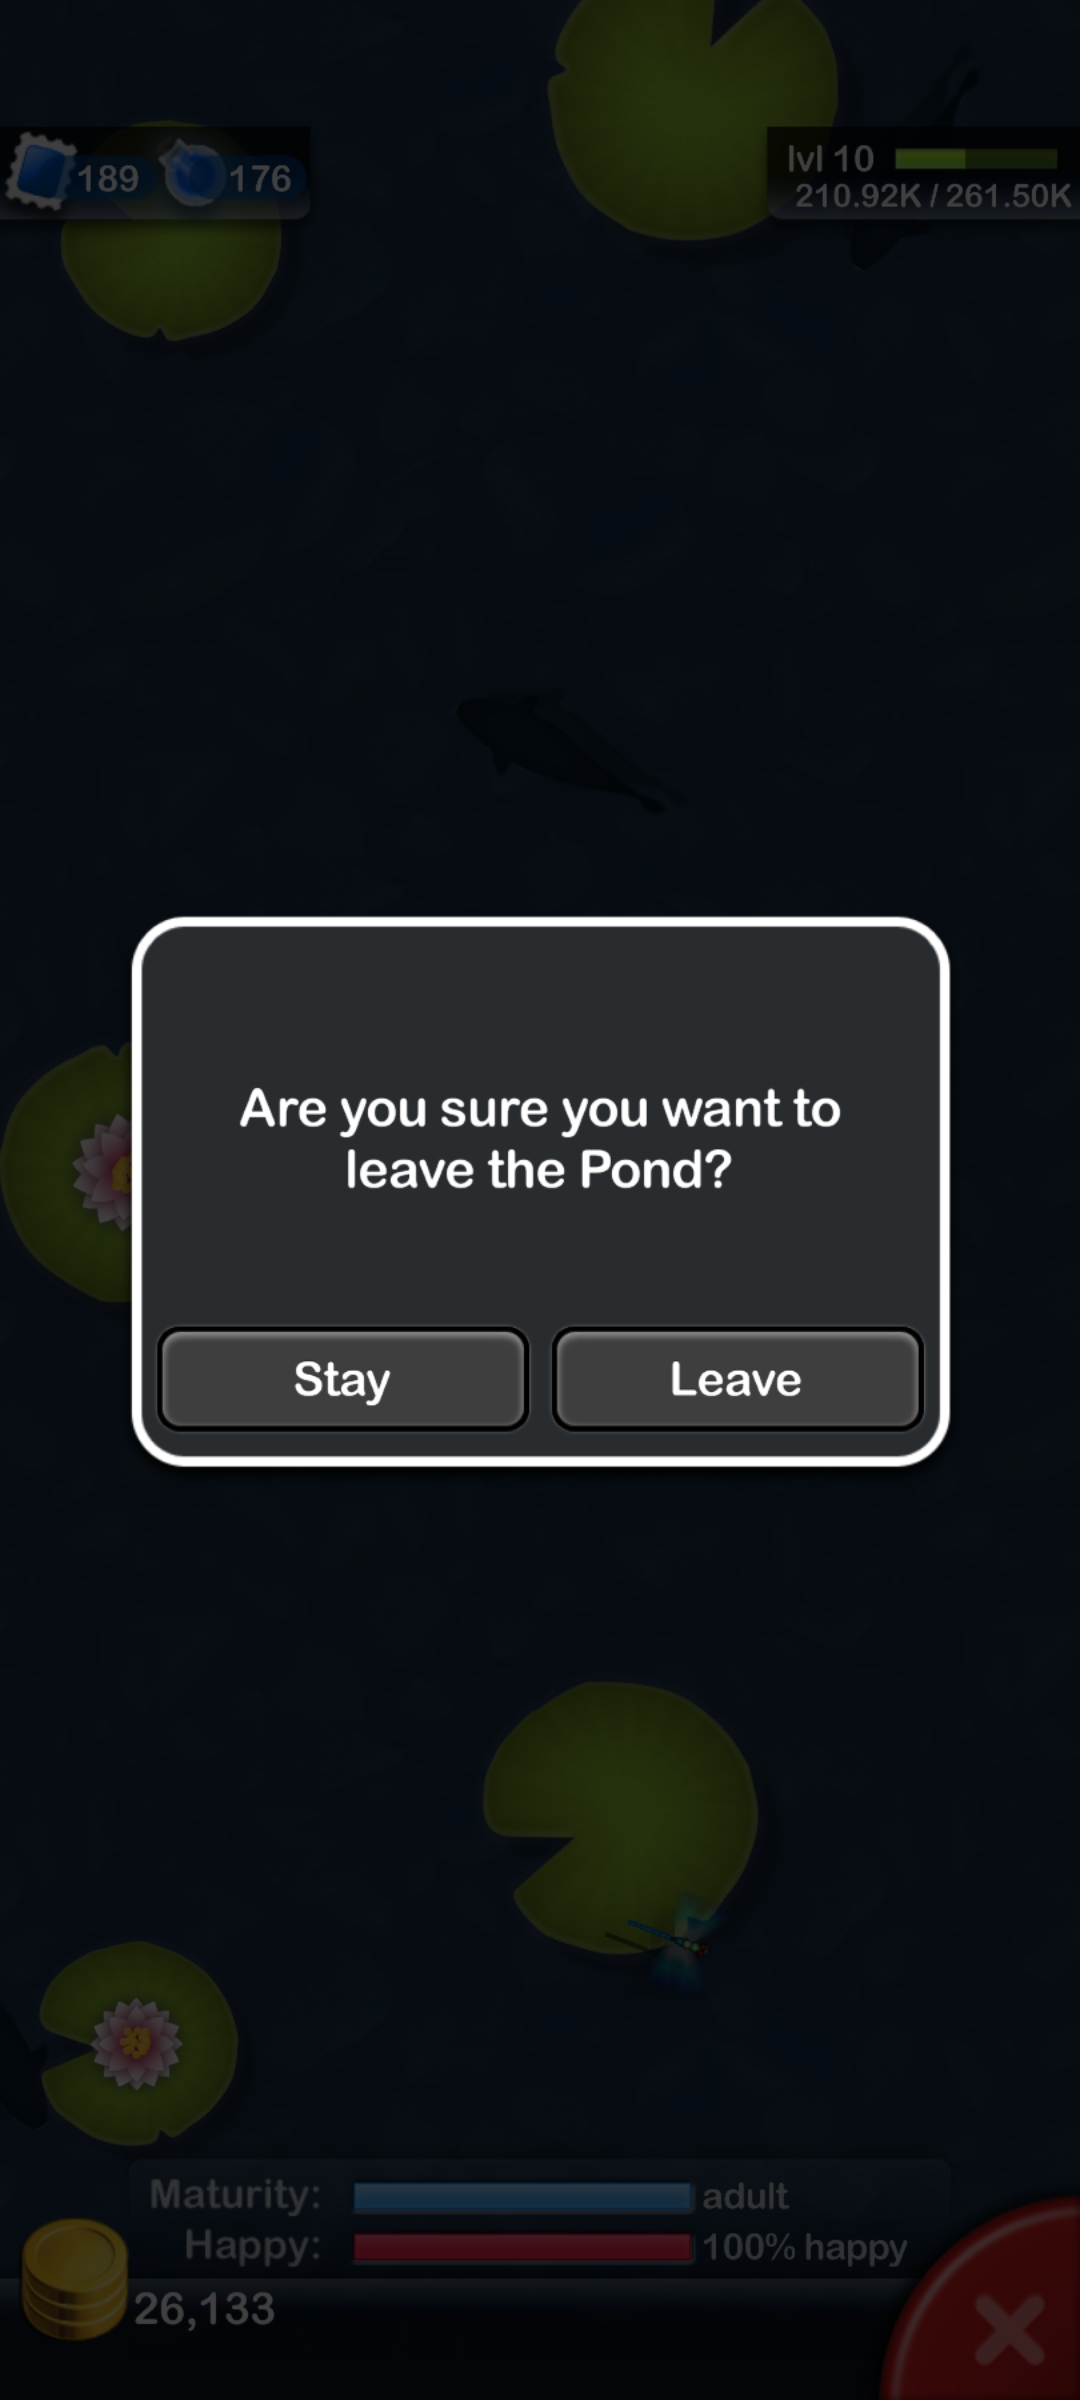 189 176
lvl 10
210.92K / 261.50K
Are you sure you want to
leave the Pond?
Stay Leave
Maturity: adult
Happy: 100% happy
26,133